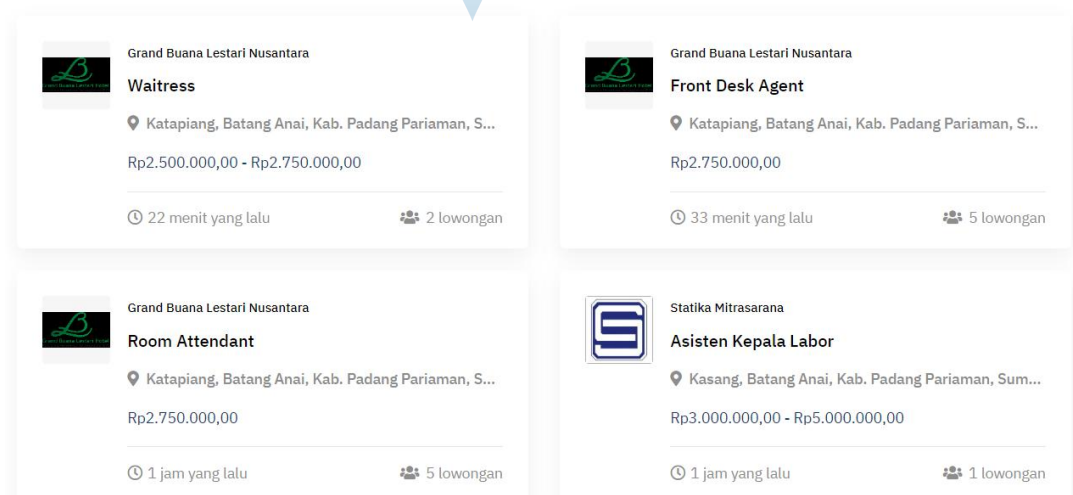 Grand Buana Lestari Nusantara
Waitress
Katapiang, Batang Anai, Kab. Padang Pariaman, S...
Rp2.500.000,00 - Rp2.750.000,00
22 menit yang lalu
2 lowongan
Grand Buana Lestari Nusantara
Front Desk Agent
Katapiang, Batang Anai, Kab. Padang Pariaman, S...
Rp2.750.000,00
33 menit yang lalu
5 lowongan
Grand Buana Lestari Nusantara
Room Attendant
Katapiang, Batang Anai, Kab. Padang Pariaman, S...
Rp2.750.000,00
1 jam yang lalu
5 lowongan
Statika Mitrasarana
Asisten Kepala Labor
Kasang, Batang Anai, Kab. Padang Pariaman, Sum...
Rp3.000.000,00 - Rp5.000.000,00
1 jam yang lalu
1 lowongan